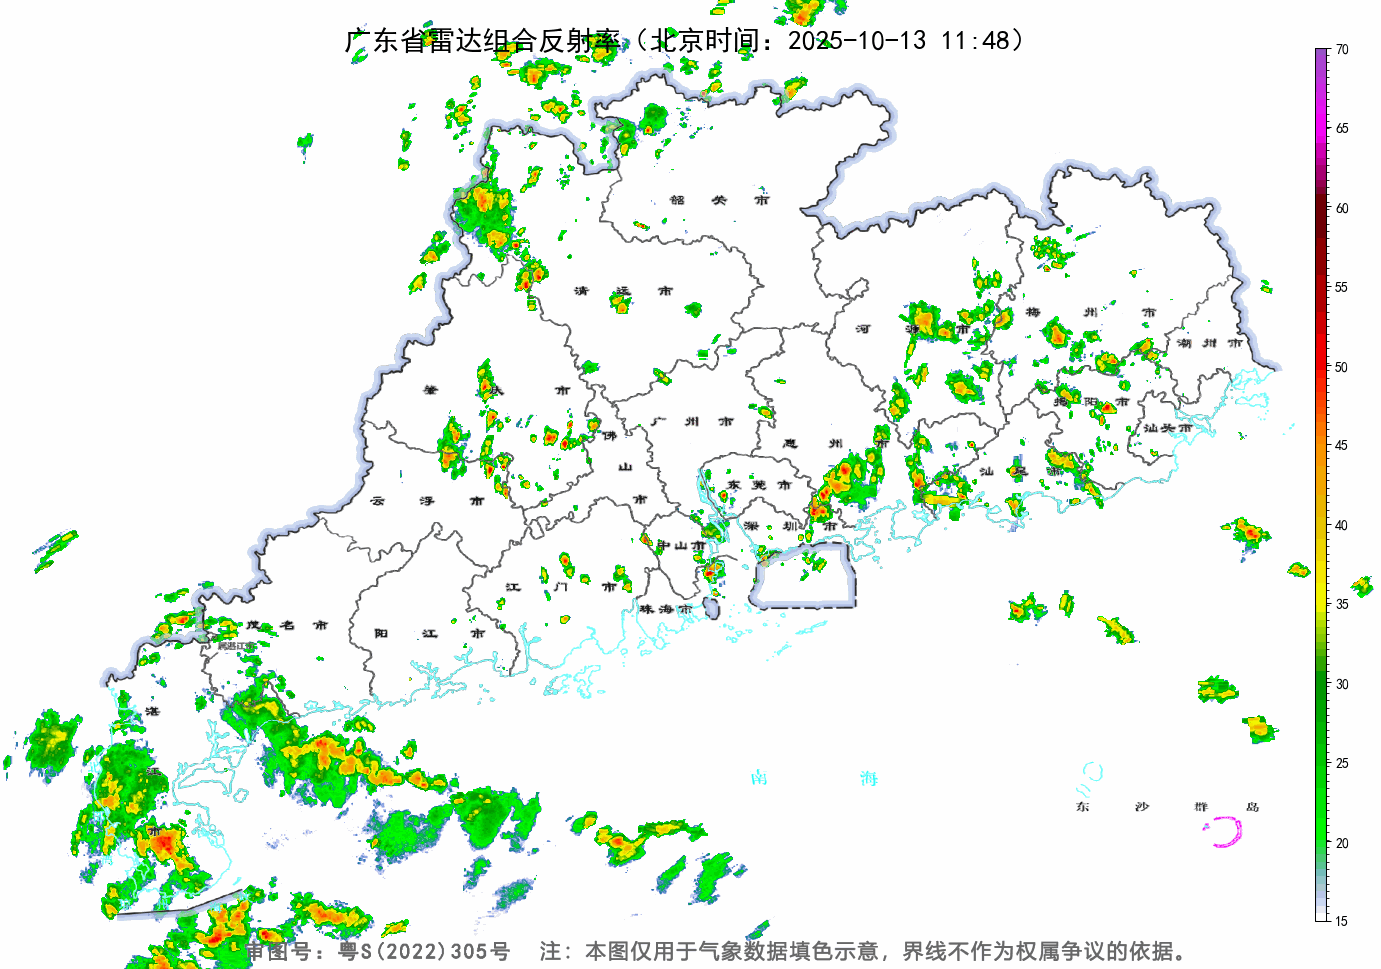 广东省雷达组合反射率（北京时间：2025-10-13 11:48）
70
65
60
55
50
45
40
35
30
25
20
15
韶关市
清远市
河源市
梅州市
潮州市
肇庆市
广州市
佛山市
惠州市
揭阳市
汕头市
汕尾市
云浮市
东莞市
深圳市
中山市
江门市
珠海市
茂名市
属湛江市
阳江市
湛江市
南海
东沙群岛
审图号：粤S(2022)305号 注：本图仅用于气象数据填色示意，界线不作为权属争议的依据。